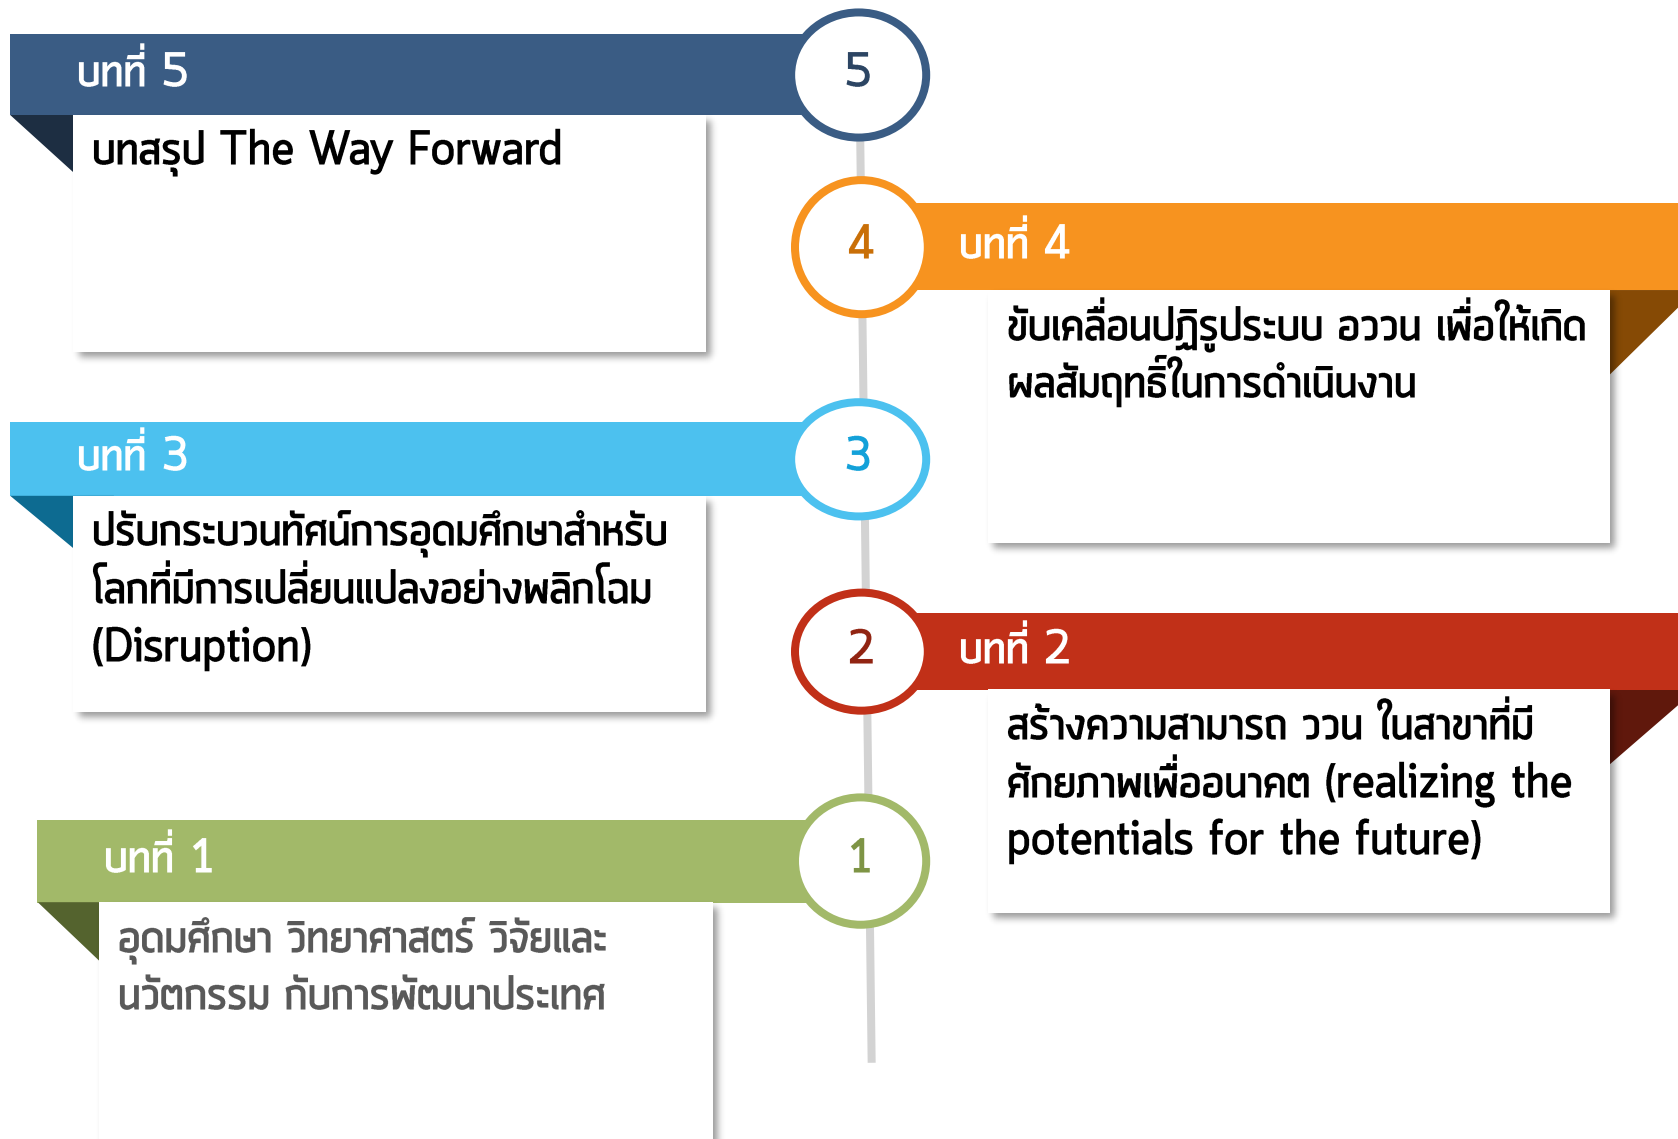 บทที่ 5
5
บทสรุป The Way Forward
4
บทที่ 4
ขับเคลื่อนปฏิรูประบบ อววน เพื่อให้เกิด
ผลสัมฤทธิ์ในการดำเนินงาน
บทที่ 3
3
ปรับกระบวนทัศน์การอุดมศึกษาสำหรับ
โลกที่มีการเปลี่ยนแปลงอย่างพลิกโฉม
(Disruption)
2
บทที่ 2
สร้างความสามารถ ววน ในสาขาที่มี
ศักยภาพเพื่ออนาคต (realizing the
potentials for the future)
บทที่ 1
1
อุดมศึกษา วิทยาศาสตร์ วิจัยและ
นวัตกรรม กับการพัฒนาประเทศ